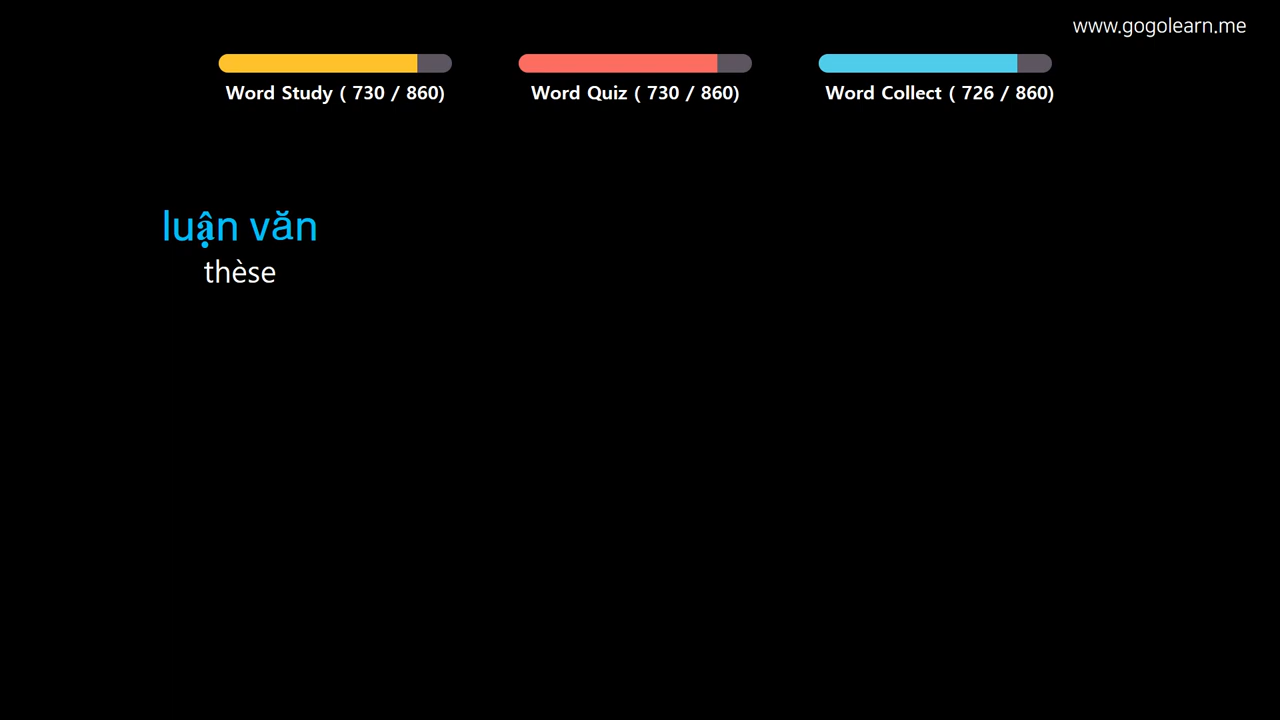 www.gogolearn.me
Word Study ( 730 / 860)
Word Quiz ( 730 / 860)
Word Collect ( 726 / 860)
luận văn
thèse